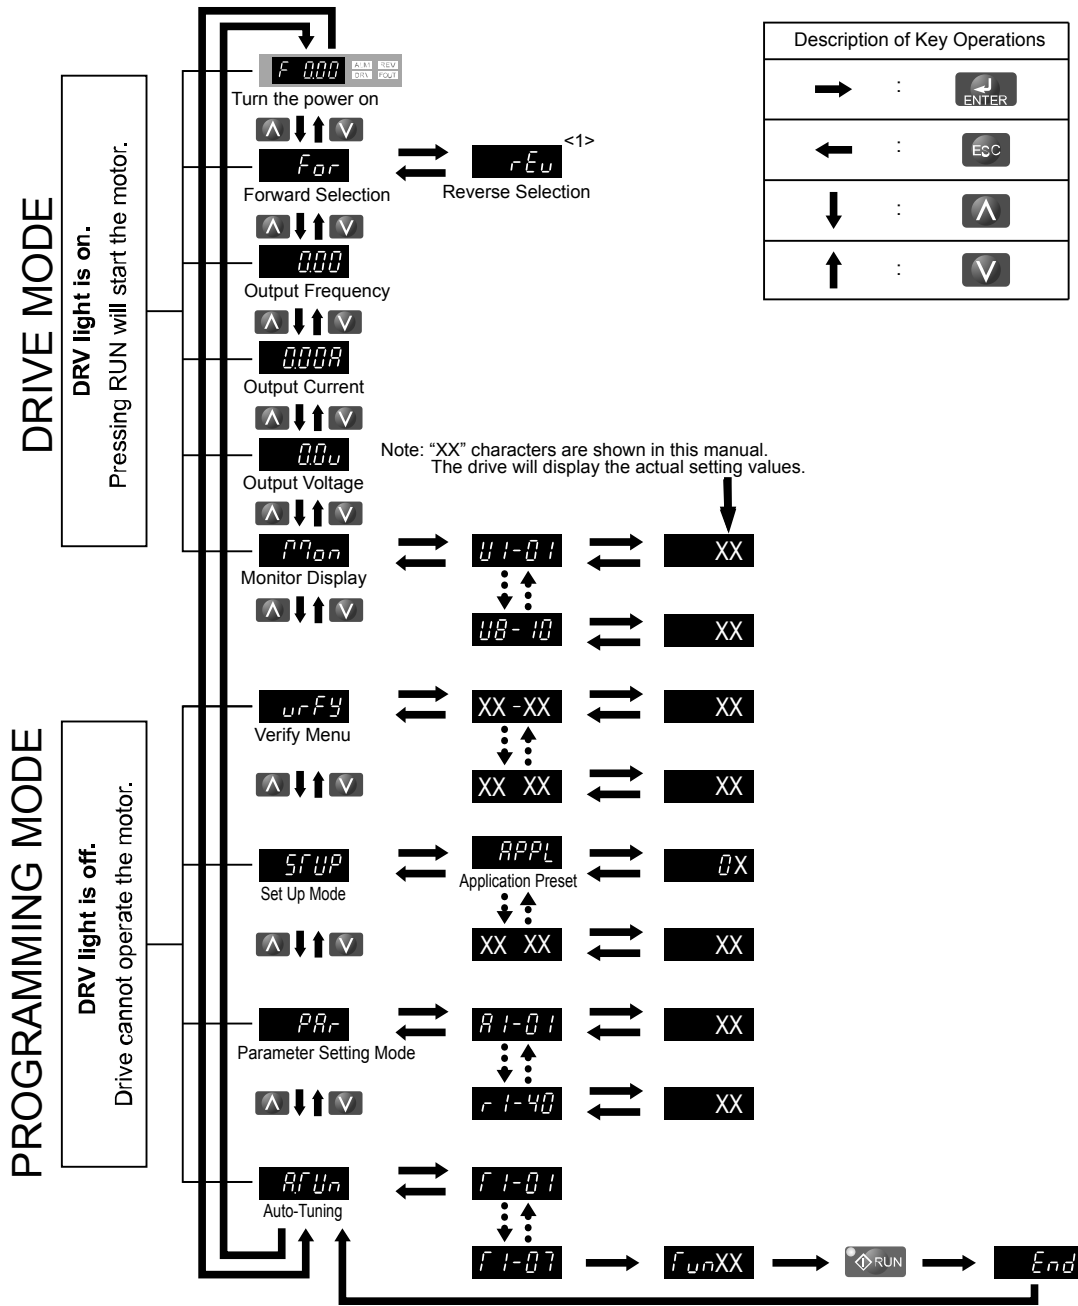 Description of Key Operations
: ENTER
: ESC
:
:
F 0.00 ALM REV
DRV FOUT
Turn the power on
For
Forward Selection
rEv <1>
Reverse Selection
0.00
Output Frequency
0.00A
Output Current
0.0v
Output Voltage
Note: “XX” characters are shown in this manual.
The drive will display the actual setting values.
Mon
Monitor Display
U1-01
XX
U8-10
XX
DRIVE MODE
DRV light is on.
Pressing RUN will start the motor.
vrFY
Verify Menu
XX -XX
XX
XX XX
XX
STUP
Set Up Mode
APPL
Application Preset
0X
XX XX
XX
PAr
Parameter Setting Mode
A1-01
XX
r1-40
XX
A.TUn
Auto-Tuning
T1-01
T1-07
TunXX
RUN
End
PROGRAMMING MODE
DRV light is off.
Drive cannot operate the motor.